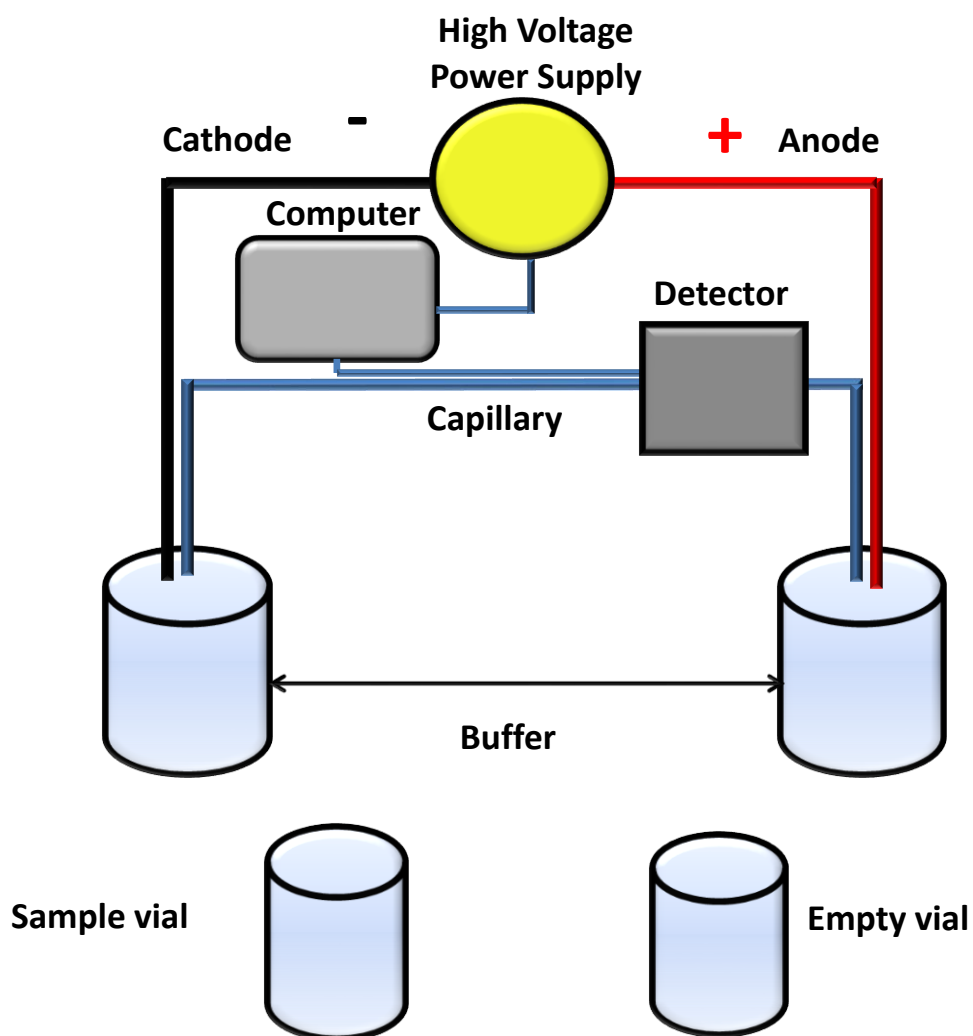 High Voltage
Power Supply
Cathode
-
+
Anode
Computer
Detector
Capillary
Buffer
Sample vial
Empty vial